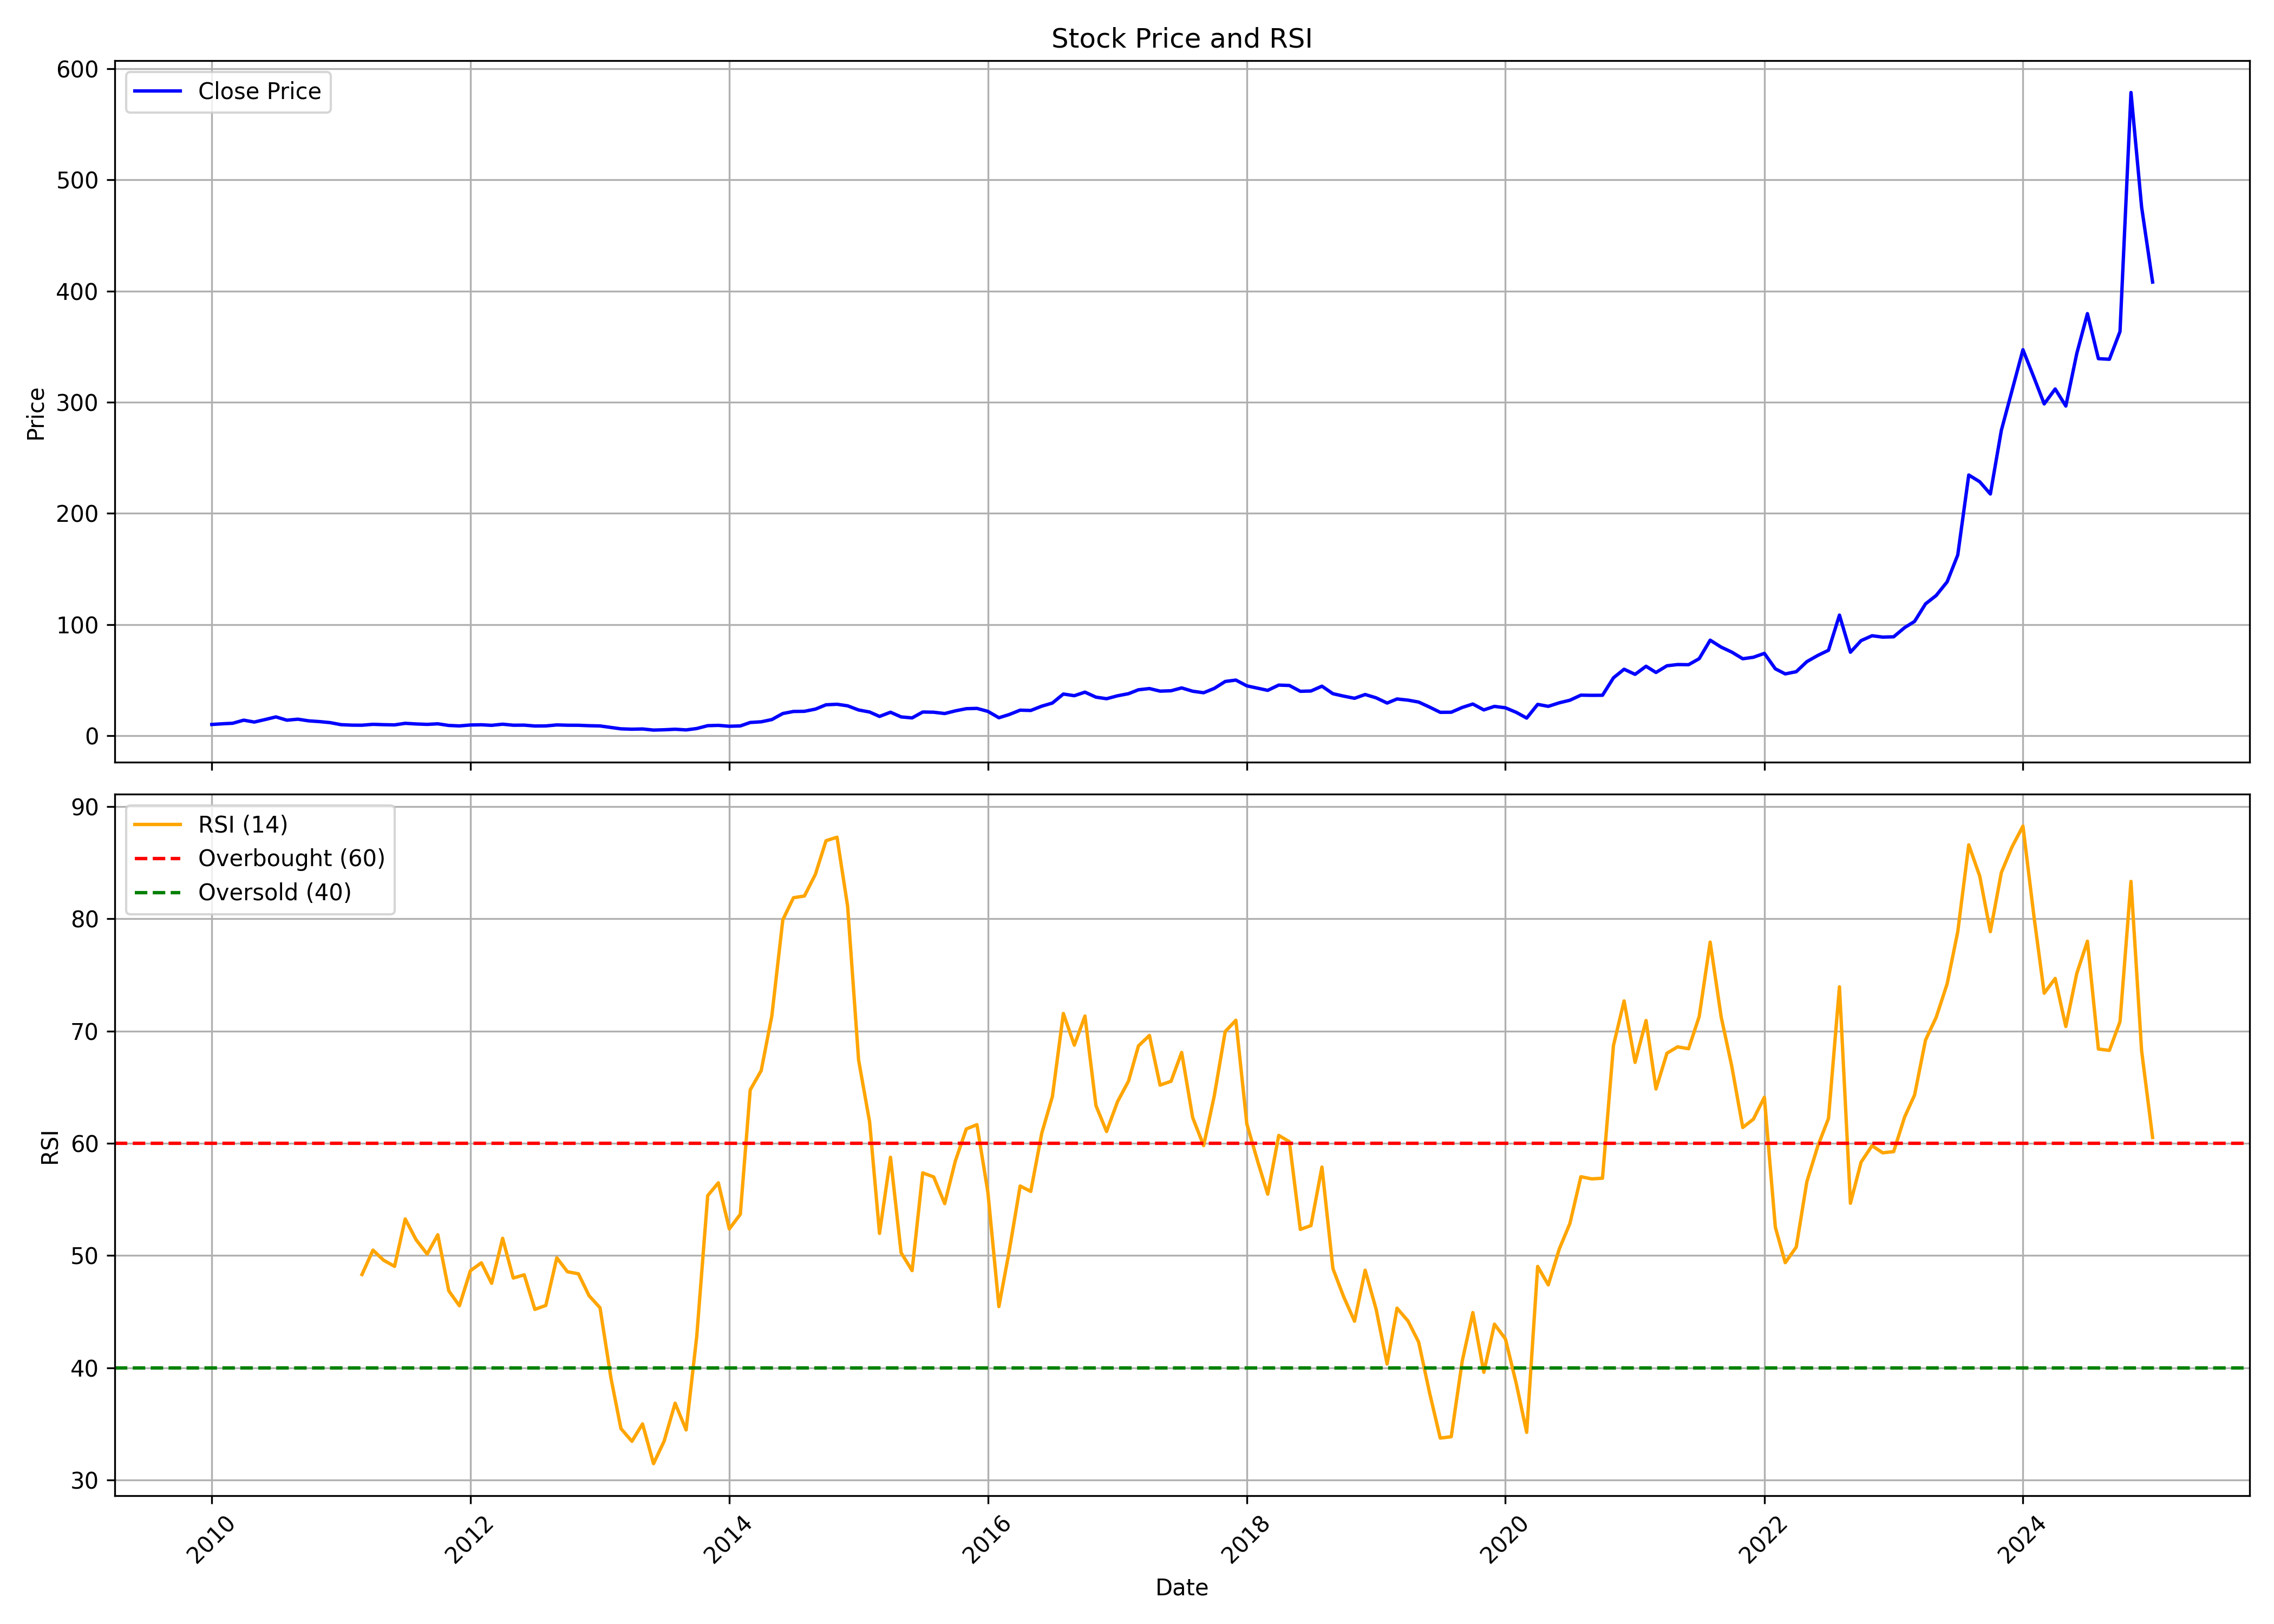 Stock Price and RSI
600
500
400
300
200
100
0
Price
Close Price
90
80
70
60
50
40
30
RSI
RSI (14)
Overbought (60)
Oversold (40)
2010
2012
2014
2016
2018
2020
2022
2024
Date